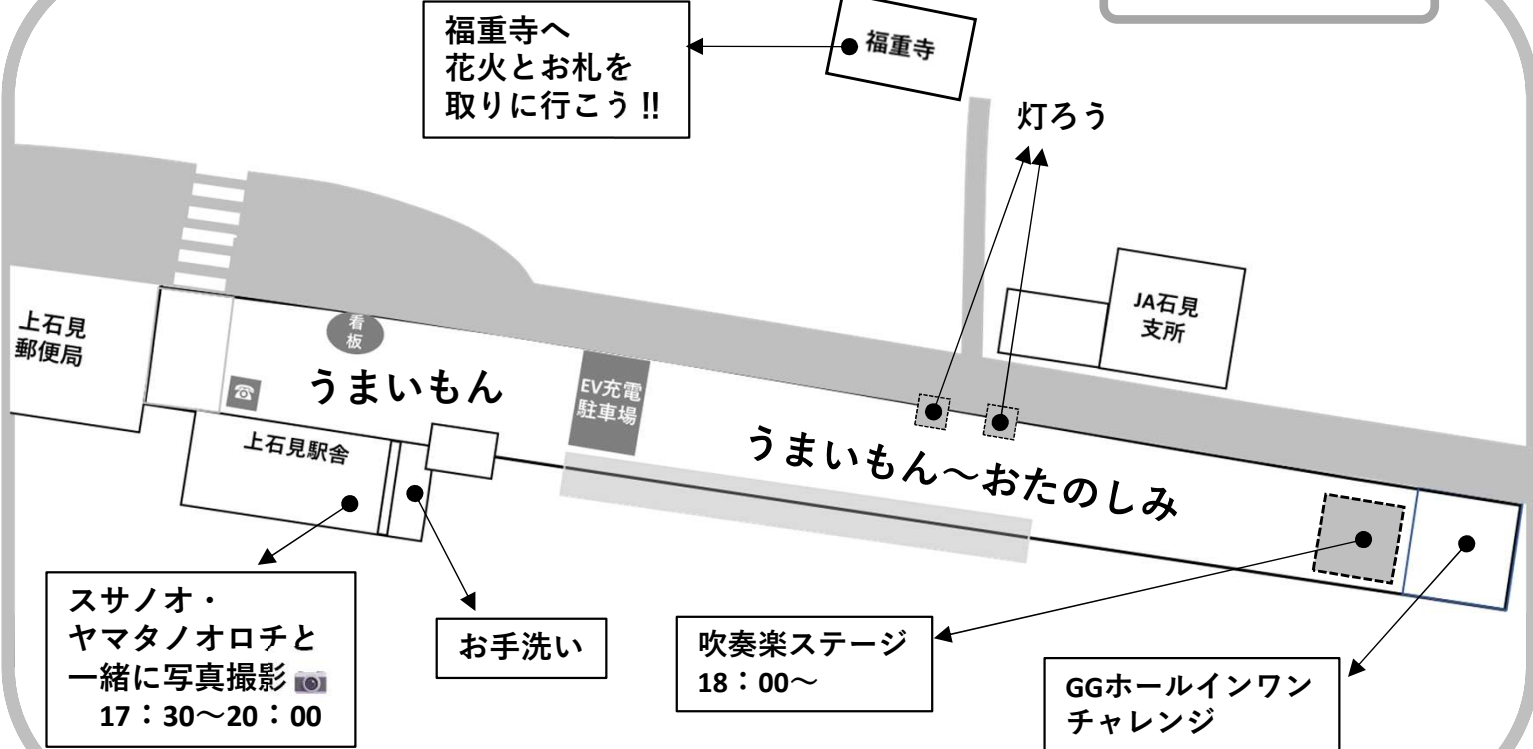 福重寺へ
花火とお札を
取りに行こう‼
福重寺
灯ろう
JA石見
支所
上石見
郵便局
看
板
☎
うまいもん
EV充電
駐車場
上石見駅舎
うまいもん～おたのしみ
スサノオ・
ヤマタノオロチと
一緒に写真撮影📷
17：30～20：00
お手洗い
吹奏楽ステージ
18：00～
GGホールインワン
チャレンジ